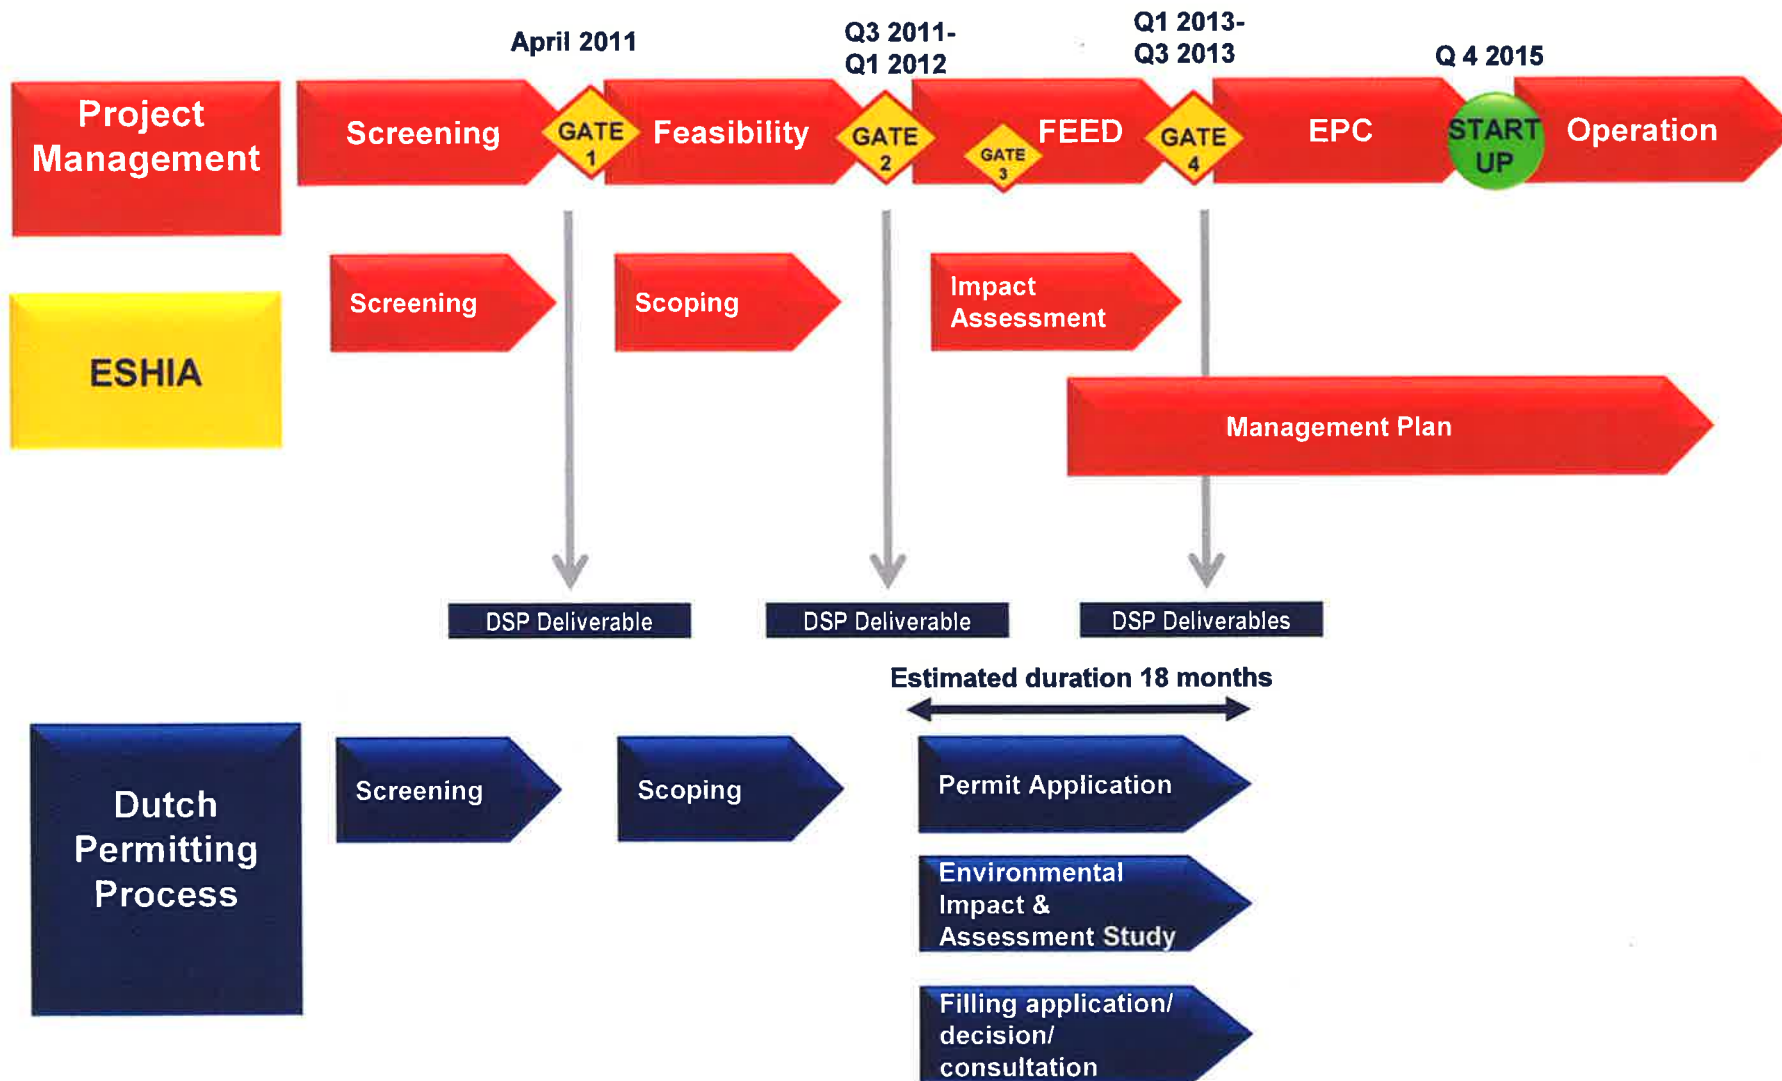 April 2011
Q3 2011-
Q1 2012
Q1 2013-
Q3 2013
Q 4 2015
Project
Management
Screening
GATE
1
Feasibility
GATE
2
GATE
3
FEED
GATE
4
EPC
START
UP
Operation
ESHIA
Screening
Scoping
Impact
Assessment
Management Plan
DSP Deliverable
DSP Deliverable
DSP Deliverables
Estimated duration 18 months
Dutch
Permitting
Process
Screening
Scoping
Permit Application
Environmental
Impact &
Assessment Study
Filling application/
decision/
consultation